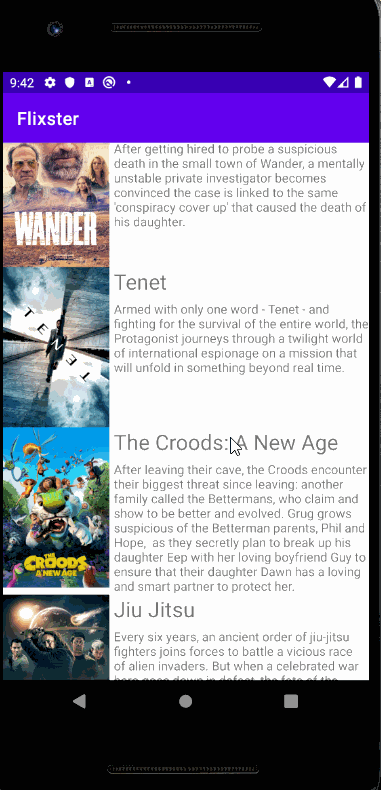 9:42
Flixster
After getting hired to probe a suspicious
death in the small town of Wander, a mentally
unstable private investigator becomes
convinced the case is linked to the same
'conspiracy cover up' that caused the death of
his daughter.
WANDER
Tenet
Armed with only one word - Tenet - and
fighting for the survival of the entire world, the
Protagonist journeys through a twilight world
of international espionage on a mission that
will unfold in something beyond real time.
TENET
The Croods: A New Age
After leaving their cave, the Croods encounter
their biggest threat since leaving: another
family called the Bettermans, who claim and
show to be better and evolved. Grug grows
suspicious of the Betterman parents, Phil and
Hope,  as they secretly plan to break up his
daughter Eep with her loving boyfriend Guy to
ensure that their daughter Dawn has a loving
and smart partner to protect her.
THE
CROODS
A NEW AGE
Jiu Jitsu
Every six years, an ancient order of jiu-jitsu
fighters joins forces to battle a vicious race
of alien invaders. But when a celebrated war
hero goes down in defeat, the fate of the